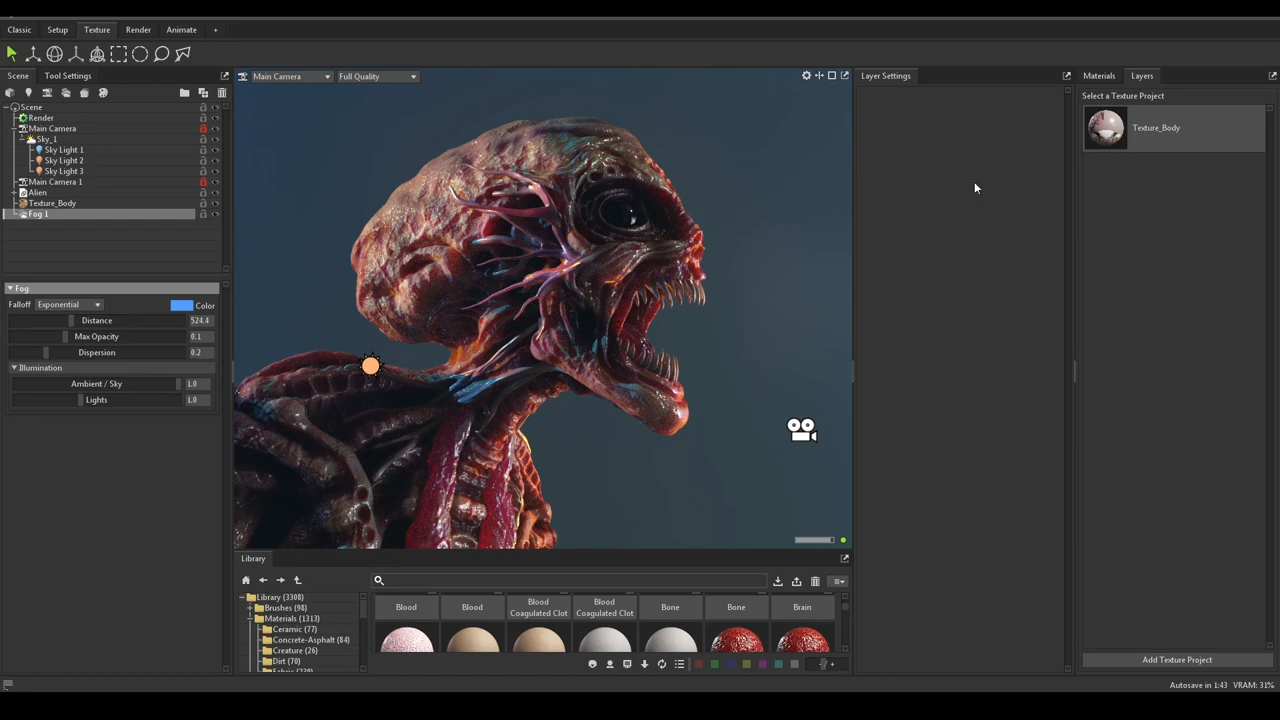 Classic Setup Texture Render Animate +
Scene Tool Settings
Scene
Render
Main Camera
Sky_1
Sky Light 1
Sky Light 2
Sky Light 3
Main Camera 1
Alien
Texture_Body
Fog 1
Fog
Falloff Exponential Color
Distance 524.4
Max Opacity 0.1
Dispersion 0.2
Illumination
Ambient / Sky 1.0
Lights 1.0
Main Camera Full Quality
Library
Library (3308)
Brushes (98)
Materials (1313)
Ceramic (77)
Concrete-Asphalt (84)
Creature (26)
Dirt (70)
Blood
Blood
Blood
Coagulated Clot
Blood
Coagulated Clot
Bone
Bone
Brain
Layer Settings
Materials Layers
Select a Texture Project
Texture_Body
Add Texture Project
Autosave in 1:43 VRAM: 31%